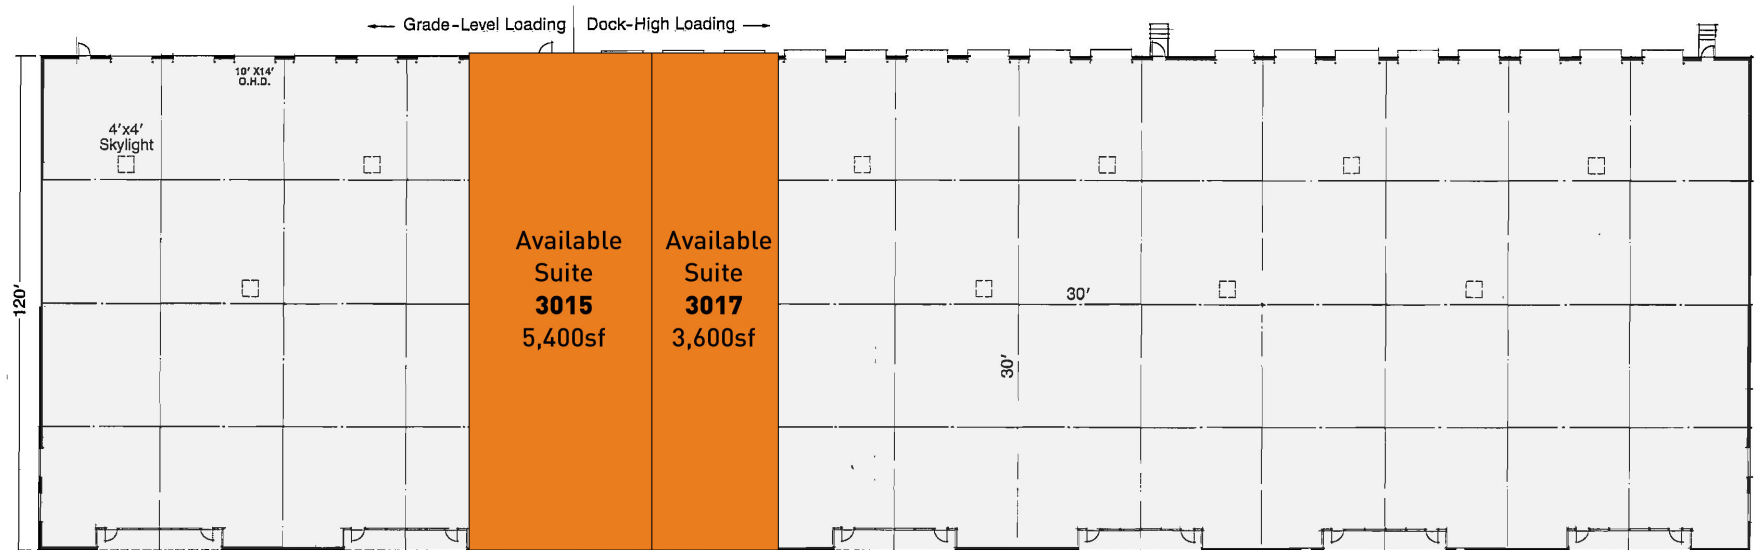 Grade-Level Loading
Dock-High Loading
10' X14'
O.H.D.
4'x4'
Skylight
120'
Available
Suite
3015
5,400sf
Available
Suite
3017
3,600sf
30'
30'